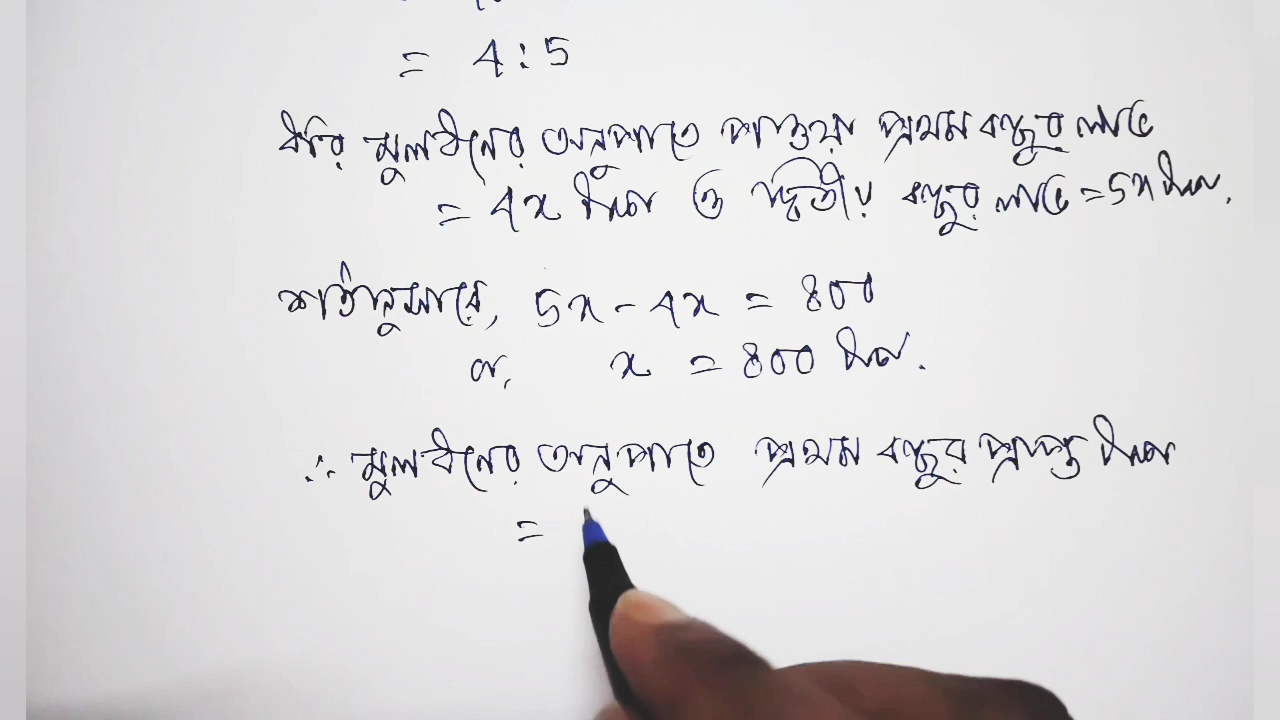 = 4 : 5
ধরি মূলধনের অনুপাতে পাওয়া প্রথম বন্ধুর লাভ
= 4x টাকা ও দ্বিতীয় বন্ধুর লাভ = 5x টাকা.
শর্তানুসারে, 5x - 4x = 800
বা, x = 800 টাকা.
∴ মূলধনের অনুপাতে প্রথম বন্ধুর প্রাপ্ত টাকা
=